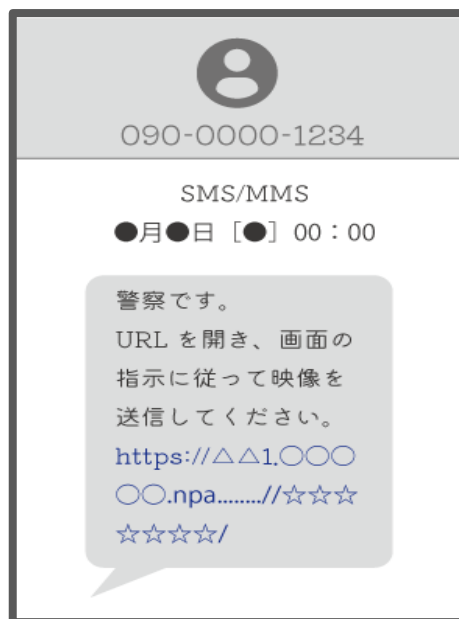 090-0000-1234
SMS/MMS
●月●日［●］00：00
警察です。
URL を開き、画面の
指示に従って映像を
送信してください。
https://△△1.○○○
○○.npa........//☆☆☆
☆☆☆☆/